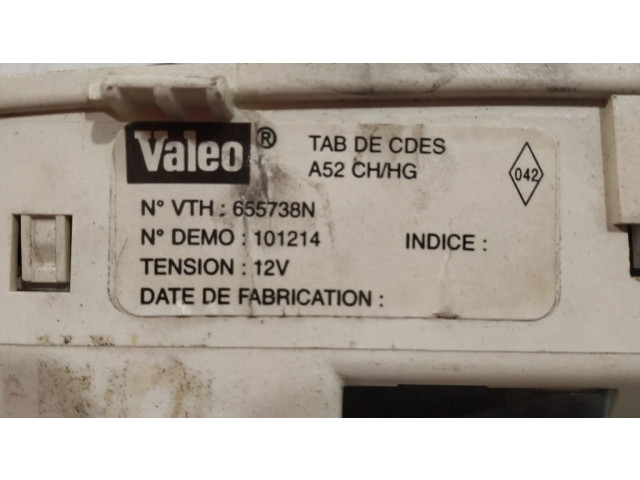 Valeo® TAB DE CDES
A52 CH/HG
042
N° VTH : 655738N
N° DEMO : 101214 INDICE :
TENSION : 12V
DATE DE FABRICATION :